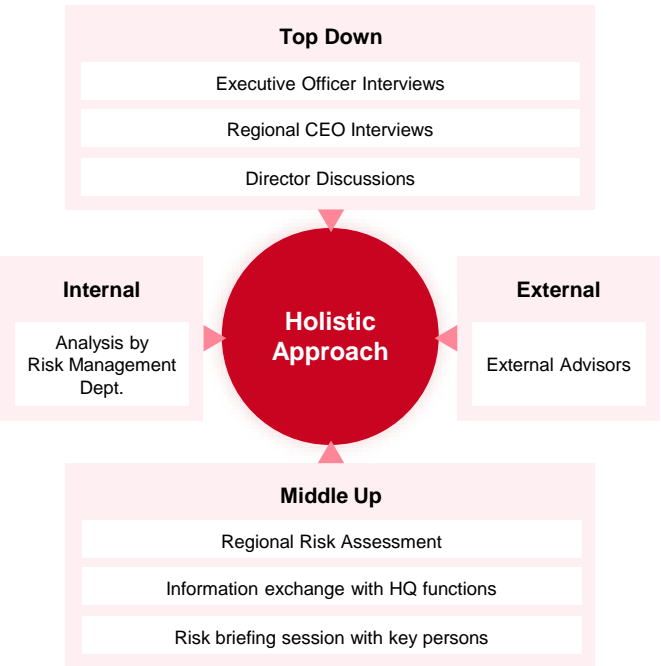 Top Down
Executive Officer Interviews
Regional CEO Interviews
Director Discussions
Internal
Analysis by
Risk Management
Dept.
Holistic
Approach
External
External Advisors
Middle Up
Regional Risk Assessment
Information exchange with HQ functions
Risk briefing session with key persons